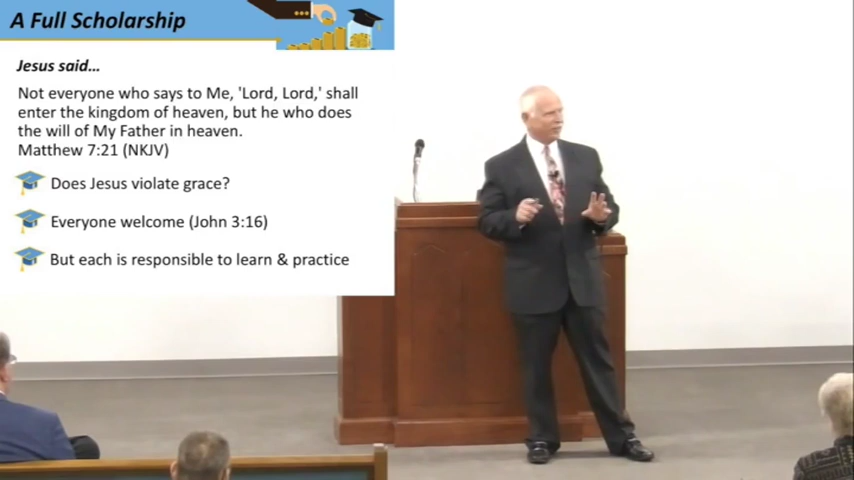 A Full Scholarship
Jesus said...
Not everyone who says to Me, 'Lord, Lord,' shall
enter the kingdom of heaven, but he who does
the will of My Father in heaven.
Matthew 7:21 (NKJV)
Does Jesus violate grace?
Everyone welcome (John 3:16)
But each is responsible to learn & practice